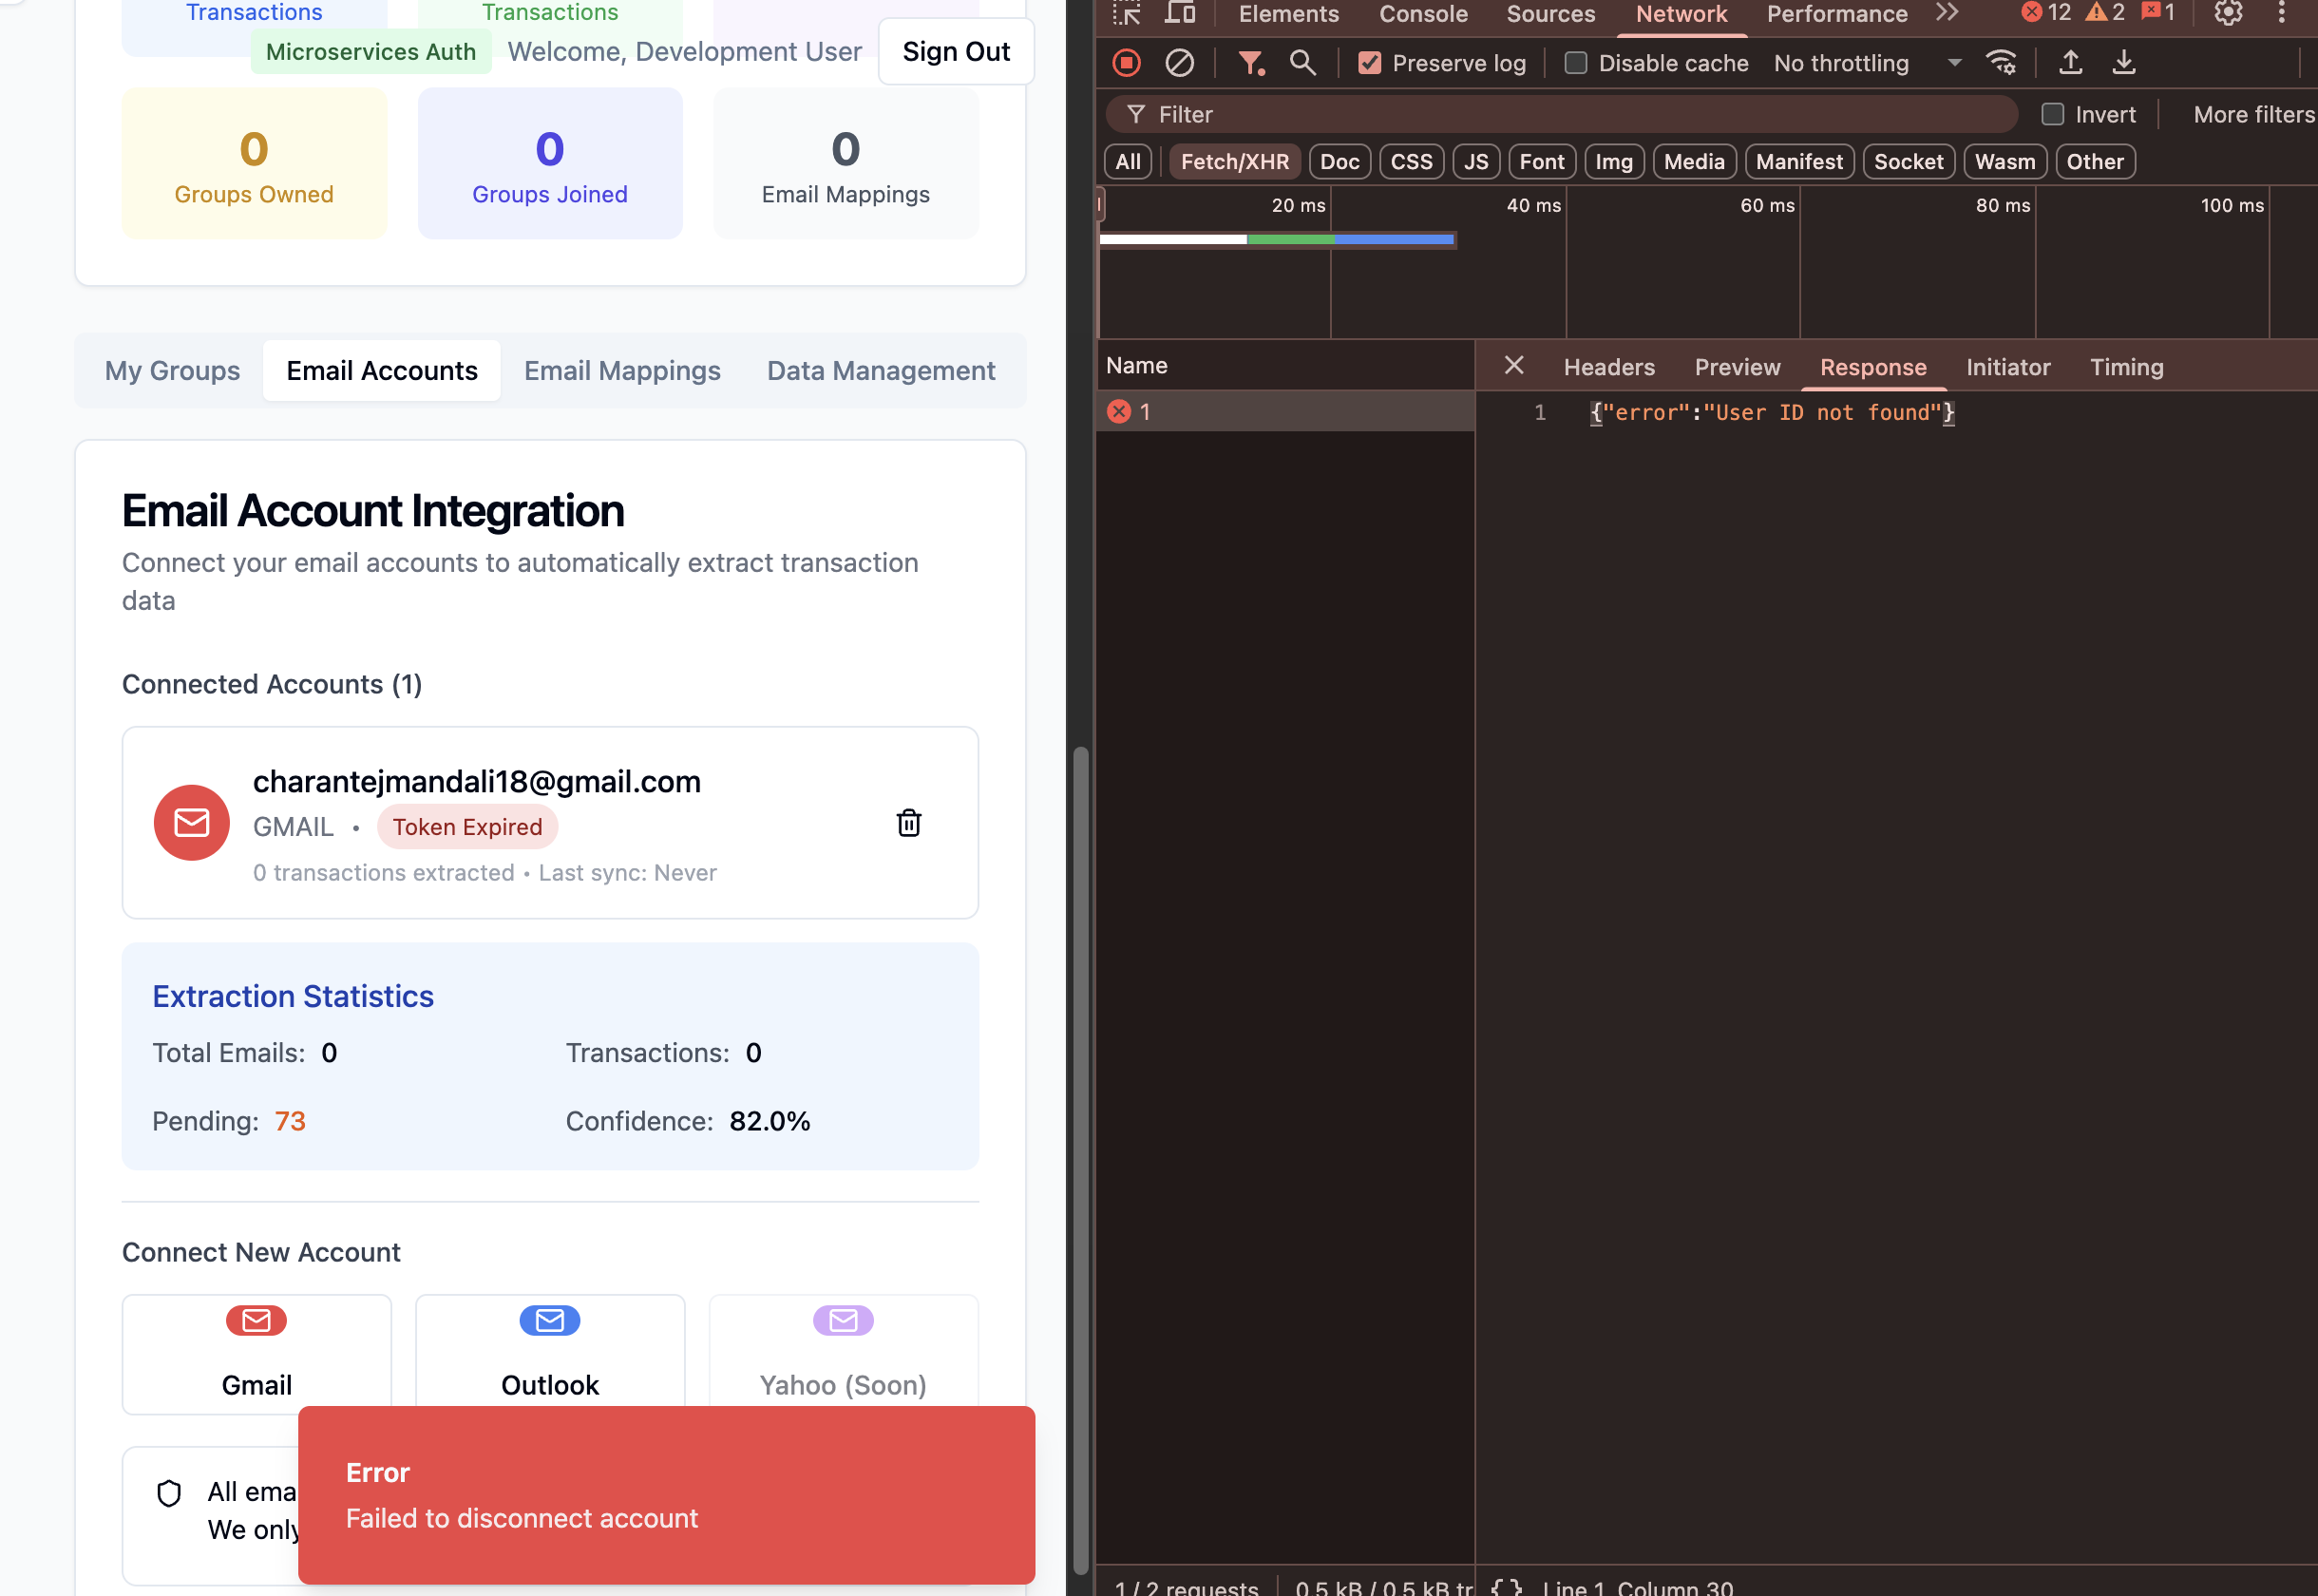 Transactions
Transactions
Microservices Auth
Welcome, Development User
Sign Out
0
Groups Owned
0
Groups Joined
0
Email Mappings
My Groups
Email Accounts
Email Mappings
Data Management
Email Account Integration
Connect your email accounts to automatically extract transaction
data
Connected Accounts (1)
charantejmandali18@gmail.com
GMAIL • Token Expired
0 transactions extracted • Last sync: Never
Extraction Statistics
Total Emails: 0
Transactions: 0
Pending: 73
Confidence: 82.0%
Connect New Account
Gmail
Outlook
Yahoo (Soon)
All ema
We only
Error
Failed to disconnect account
Elements
Console
Sources
Network
Performance
12
2
1
Preserve log
Disable cache
No throttling
Filter
Invert
More filters
All
Fetch/XHR
Doc
CSS
JS
Font
Img
Media
Manifest
Socket
Wasm
Other
20 ms
40 ms
60 ms
80 ms
100 ms
Name
Headers
Preview
Response
Initiator
Timing
1
1 {"error":"User ID not found"}
1 / 2 requests
0.5 kB / 0.5 kB tr
{ } Line 1, Column 30